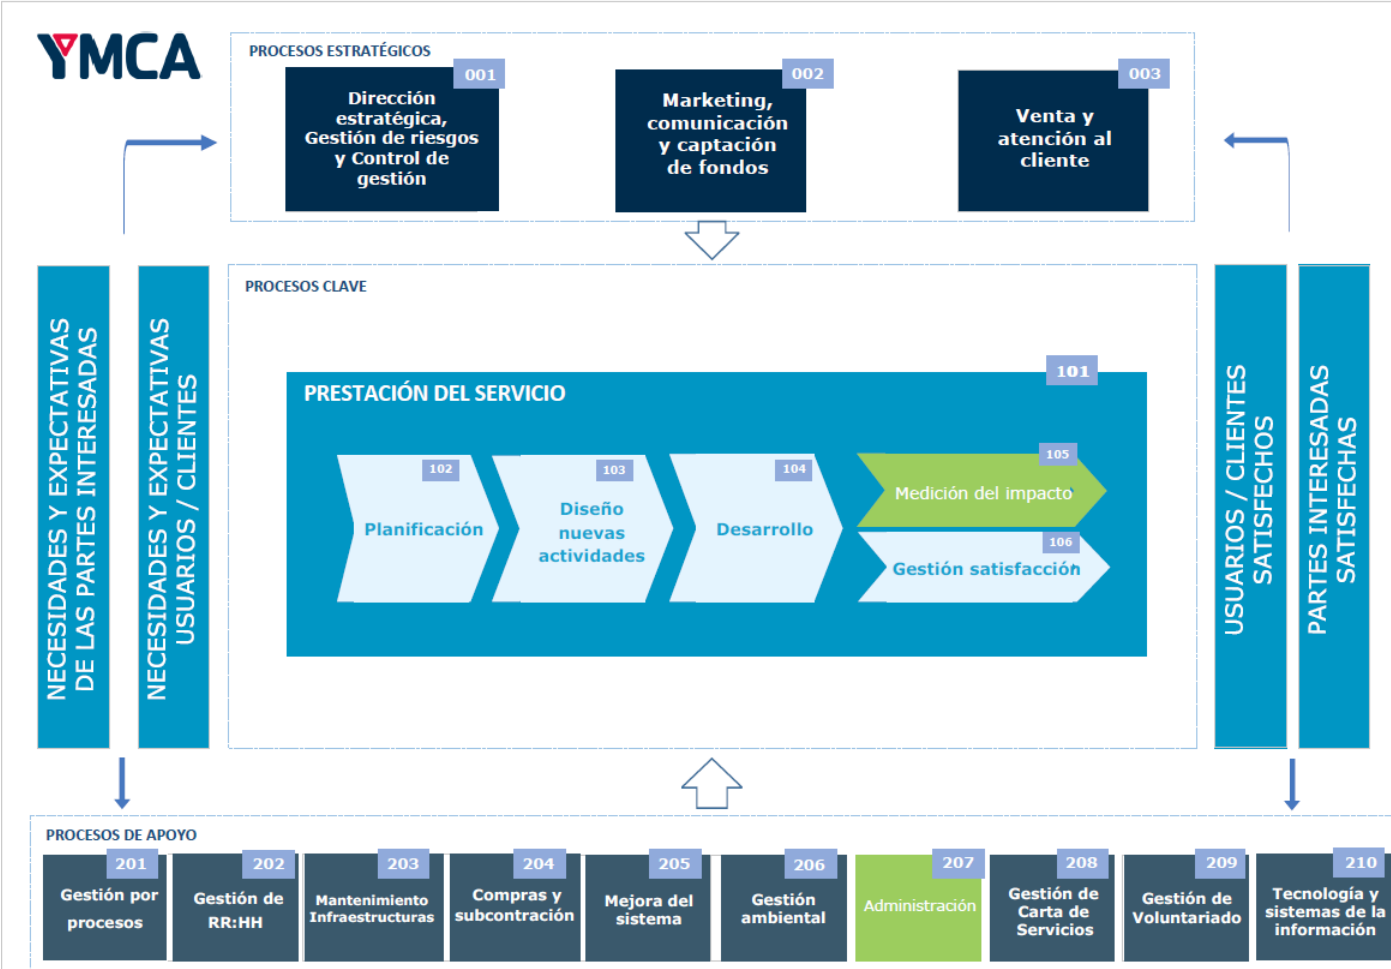 YMCA
PROCESOS ESTRATÉGICOS
001
Dirección
estratégica,
Gestión de riesgos
y Control de
gestión
002
Marketing,
comunicación
y captación
de fondos
003
Venta y
atención al
cliente
NECESIDADES Y EXPECTATIVAS
DE LAS PARTES INTERESADAS
NECESIDADES Y EXPECTATIVAS
USUARIOS / CLIENTES
PROCESOS CLAVE
101
PRESTACIÓN DEL SERVICIO
102
Planificación
103
Diseño
nuevas
actividades
104
Desarrollo
105
Medición del impacto
106
Gestión satisfacción
USUARIOS / CLIENTES
SATISFECHOS
PARTES INTERESADAS
SATISFECHAS
PROCESOS DE APOYO
201
Gestión por
procesos
202
Gestión de
RR:HH
203
Mantenimiento
Infraestructuras
204
Compras y
subcontración
205
Mejora del
sistema
206
Gestión
ambiental
207
Administración
208
Gestión de
Carta de
Servicios
209
Gestión de
Voluntariado
210
Tecnología y
sistemas de la
información